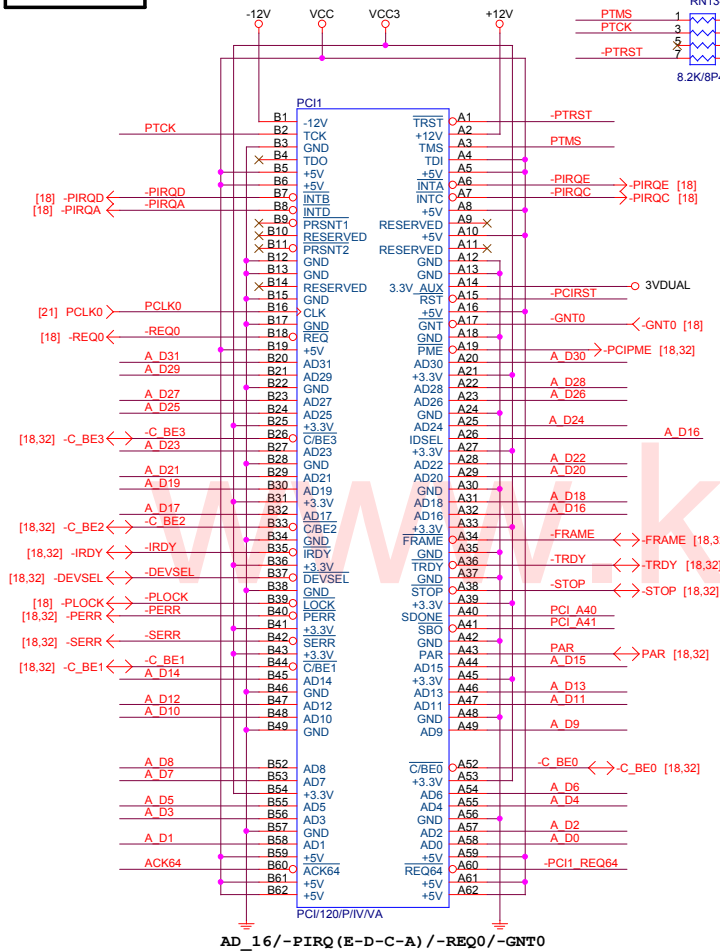 -12V VCC VCC3 +12V
RN13
PTMS 1
PTCK 3
5
-PTRST 7
8.2K/8P4
PCI1
B1 -12V TRST A1 -PTRST
PTCK B2 TCK +12V A2
B3 GND TMS A3 PTMS
B4 TDO TDI A4
B5 +5V +5V A5
B6 +5V INTA A6 -PIRQE -PIRQE [18]
[18] -PIRQD -PIRQD B7 INTB INTC A7 -PIRQC -PIRQC [18]
[18] -PIRQA -PIRQA B8 INTD +5V A8
B9 PRSNT1 RESERVED A9
B10 RESERVED +5V A10
B11 PRSNT2 RESERVED A11
B12 GND GND A12
B13 GND GND A13
B14 RESERVED 3.3V_AUX A14 3VDUAL
B15 GND RST A15 -PCIRST
[21] PCLK0 PCLK0 B16 CLK +5V A16
B17 GND GNT A17 -GNT0 -GNT0 [18]
[18] -REQ0 -REQ0 B18 REQ GND A18
B19 +5V PME A19 -PCIPME [18,32]
A_D31 B20 AD31 AD30 A20 A_D30
A_D29 B21 AD29 +3.3V A21
B22 GND AD28 A22 A_D28
A_D27 B23 AD27 AD26 A23 A_D26
A_D25 B24 AD25 GND A24
B25 +3.3V AD24 A25 A_D24
[18,32] -C_BE3 -C_BE3 B26 C/BE3 IDSEL A26 A_D16
A_D23 B27 AD23 +3.3V A27
B28 GND AD22 A28 A_D22
A_D21 B29 AD21 AD20 A29 A_D20
A_D19 B30 AD19 GND A30
B31 +3.3V AD18 A31 A_D18
A_D17 B32 AD17 AD16 A32 A_D16
[18,32] -C_BE2 -C_BE2 B33 C/BE2 +3.3V A33
B34 GND FRAME A34 -FRAME -FRAME [18,3
[18,32] -IRDY -IRDY B35 IRDY GND A35
B36 +3.3V TRDY A36 -TRDY -TRDY [18,32]
[18,32] -DEVSEL -DEVSEL B37 DEVSEL GND A37
B38 GND STOP A38 -STOP -STOP [18,32]
[18] -PLOCK -PLOCK B39 LOCK +3.3V A39
[18,32] -PERR -PERR B40 PERR SDONE A40 PCI_A40
B41 +3.3V SBO A41 PCI_A41
[18,32] -SERR -SERR B42 SERR GND A42
B43 +3.3V PAR A43 PAR PAR [18,32]
[18,32] -C_BE1 -C_BE1 B44 C/BE1 AD15 A44 A_D15
A_D14 B45 AD14 +3.3V A45
B46 GND AD13 A46 A_D13
A_D12 B47 AD12 AD11 A47 A_D11
A_D10 B48 AD10 GND A48
B49 GND AD9 A49 A_D9
A_D8 B52 AD8 C/BE0 A52 -C_BE0 -C_BE0 [18,32]
A_D7 B53 AD7 +3.3V A53
B54 +3.3V AD6 A54 A_D6
A_D5 B55 AD5 AD4 A55 A_D4
A_D3 B56 AD3 GND A56
B57 GND AD2 A57 A_D2
A_D1 B58 AD1 AD0 A58 A_D0
B59 +5V +5V A59
ACK64 B60 ACK64 REQ64 A60 -PCI1_REQ64
B61 +5V +5V A61
B62 +5V +5V A62
PCI/120/P/IV/VA
AD_16/-PIRQ(E-D-C-A)/-REQ0/-GNT0
www.k